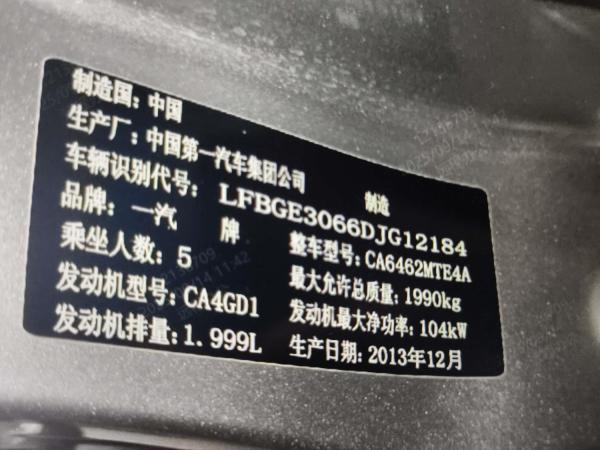 制造国：中国
生产厂：中国第一汽车集团公司 制造
车辆识别代号：LFBGE3066DJG12184
品牌：一汽 牌 整车型号：CA6462MTE4A
乘坐人数：5 最大允许总质量：1990kg
发动机型号：CA4GD1 发动机最大净功率：104kW
发动机排量：1.999L 生产日期：2013年12月